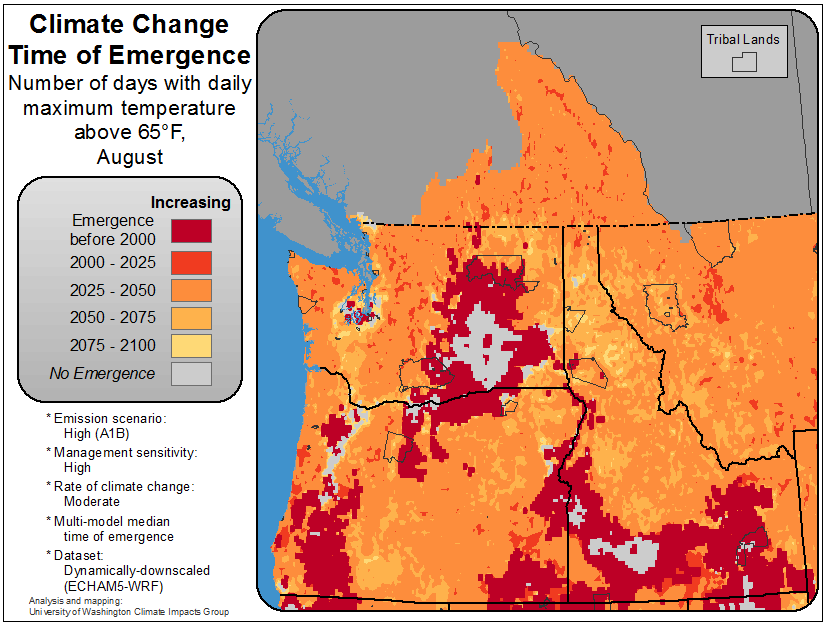 Climate Change
Time of Emergence
Number of days with daily
maximum temperature
above 65°F,
August
Increasing
Emergence
before 2000
2000 - 2025
2025 - 2050
2050 - 2075
2075 - 2100
No Emergence
* Emission scenario:
High (A1B)
* Management sensitivity:
High
* Rate of climate change:
Moderate
* Multi-model median
time of emergence
* Dataset:
Dynamically-downscaled
(ECHAM5-WRF)
Analysis and mapping:
University of Washington Climate Impacts Group
Tribal Lands